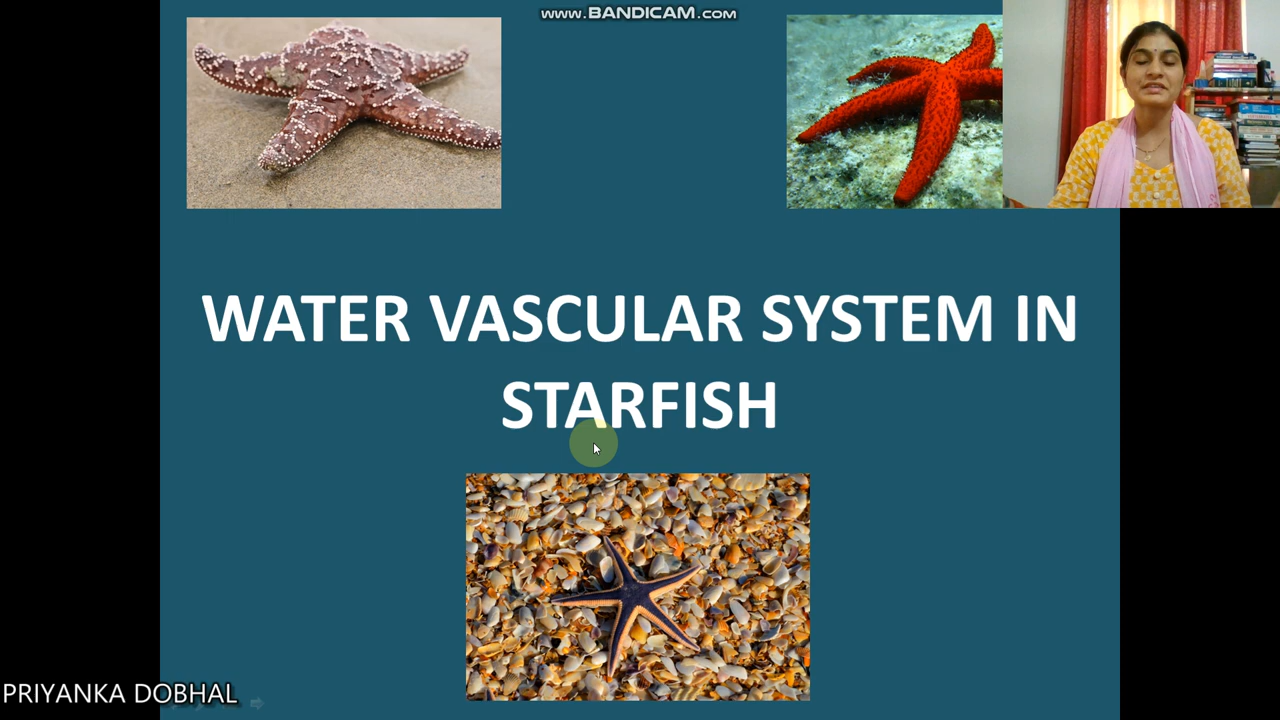 www.BANDICAM.com
WATER VASCULAR SYSTEM IN
STARFISH
PRIYANKA DOBHAL